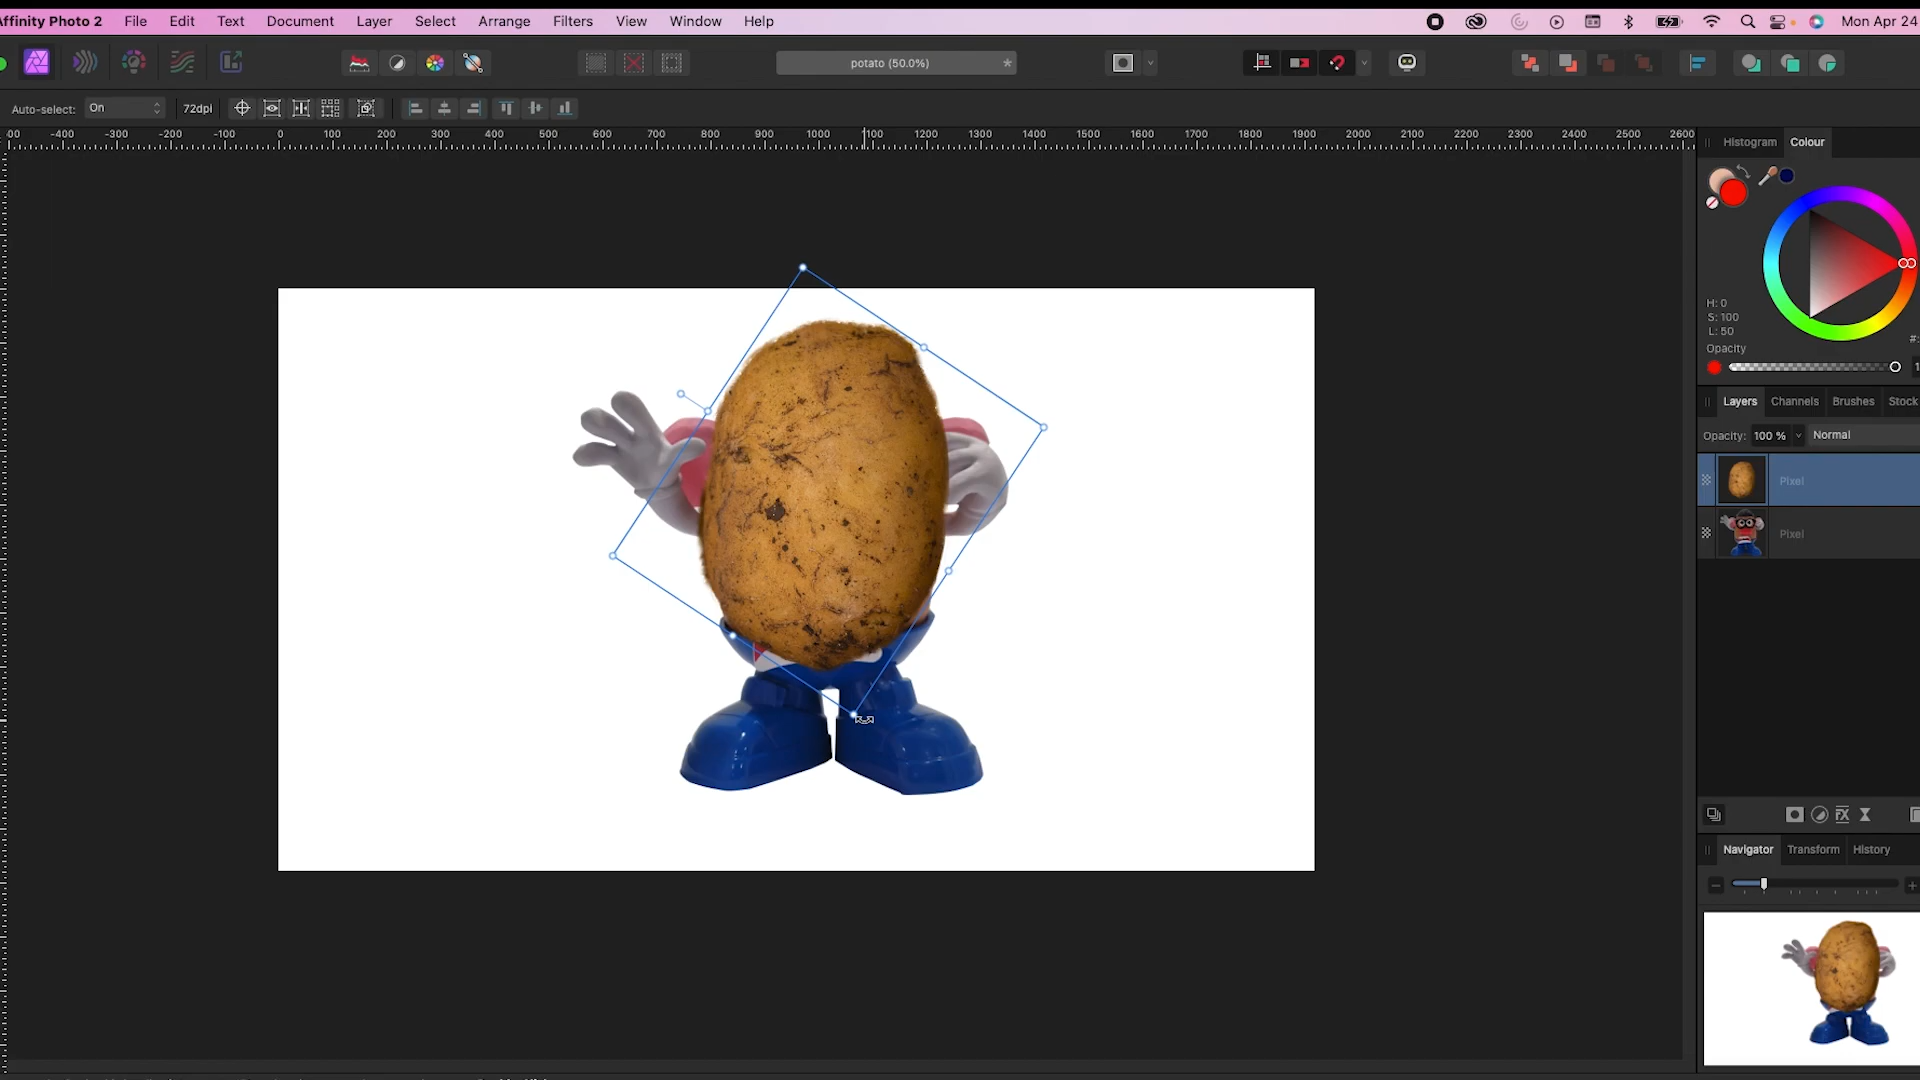 Affinity Photo 2 File Edit Text Document Layer Select Arrange Filters View Window Help Mon Apr 24
potato (50.0%) *
Auto-select: On 72dpi
00 -400 -300 -200 -100 0 100 200 300 400 500 600 700 800 900 1000 1100 1200 1300 1400 1500 1600 1700 1800 1900 2000 2100 2200 2300 2400 2500 2600
Histogram Colour
H: 0
S: 100
L: 50
#:
Opacity
1
Layers Channels Brushes Stock
Opacity: 100 % Normal
Pixel
Pixel
Navigator Transform History